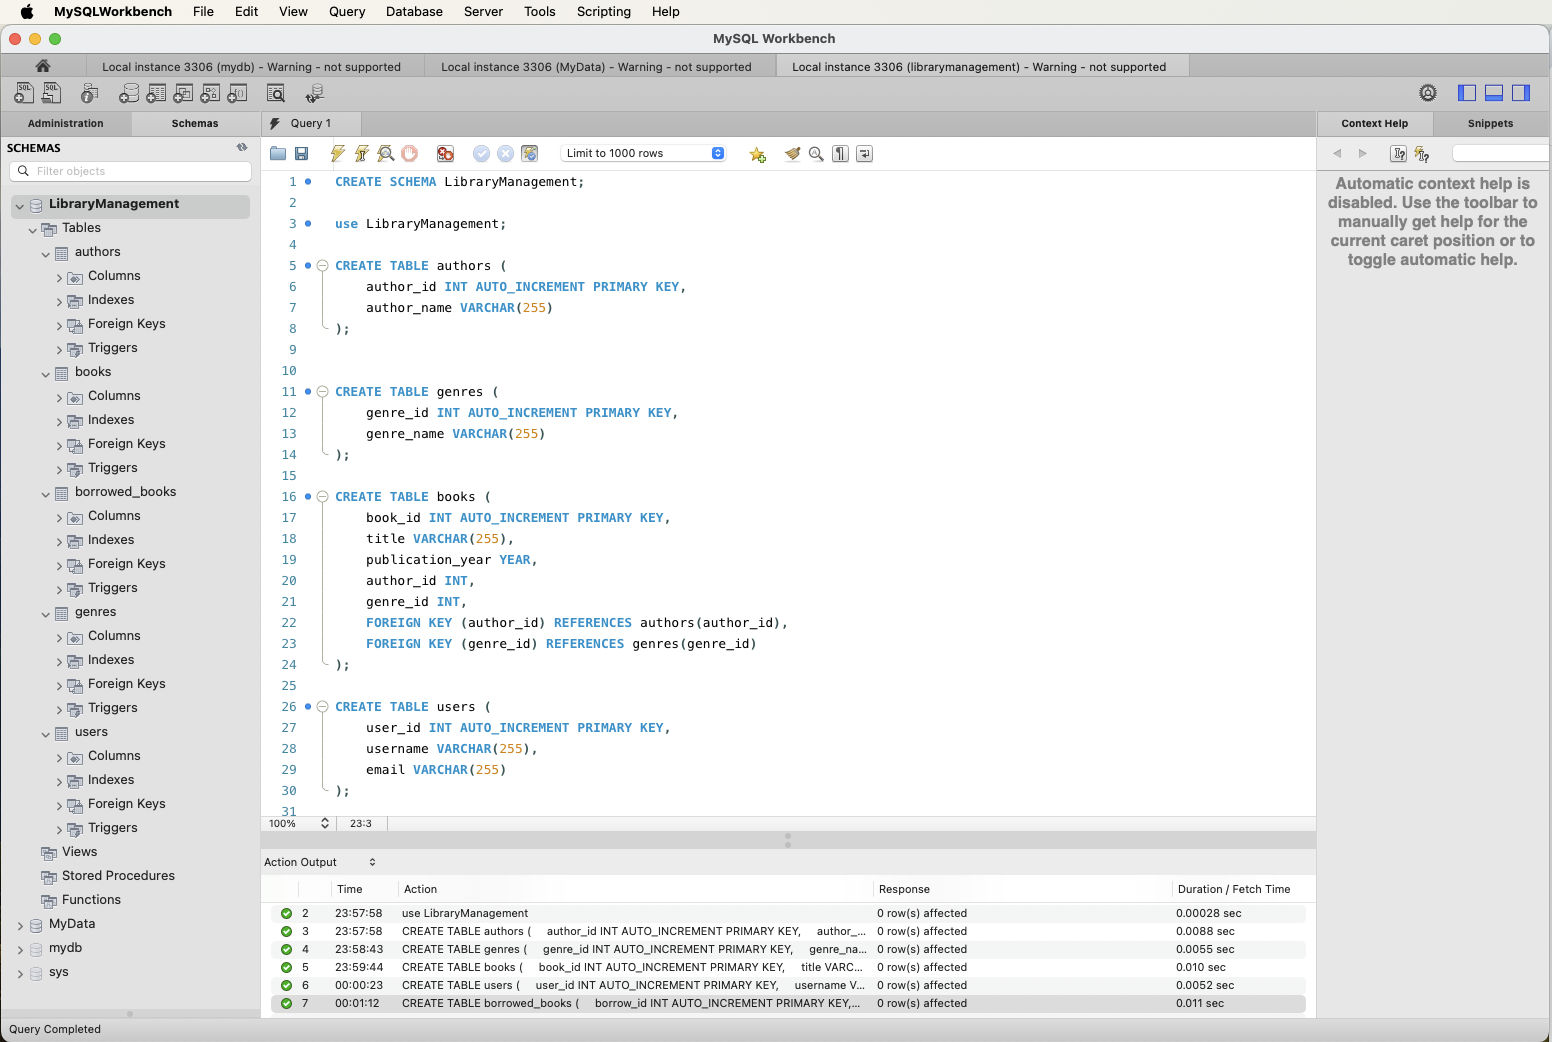 MySQLWorkbench File Edit View Query Database Server Tools Scripting Help
MySQL Workbench
Local instance 3306 (mydb) - Warning - not supported
Local instance 3306 (MyData) - Warning - not supported
Local instance 3306 (librarymanagement) - Warning - not supported
Administration
Schemas
SCHEMAS
Filter objects
LibraryManagement
Tables
authors
Columns
Indexes
Foreign Keys
Triggers
books
Columns
Indexes
Foreign Keys
Triggers
borrowed_books
Columns
Indexes
Foreign Keys
Triggers
genres
Columns
Indexes
Foreign Keys
Triggers
users
Columns
Indexes
Foreign Keys
Triggers
Views
Stored Procedures
Functions
MyData
mydb
sys
Query 1
Limit to 1000 rows
1 CREATE SCHEMA LibraryManagement;
2
3 use LibraryManagement;
4
5 CREATE TABLE authors (
6 author_id INT AUTO_INCREMENT PRIMARY KEY,
7 author_name VARCHAR(255)
8 );
9
10
11 CREATE TABLE genres (
12 genre_id INT AUTO_INCREMENT PRIMARY KEY,
13 genre_name VARCHAR(255)
14 );
15
16 CREATE TABLE books (
17 book_id INT AUTO_INCREMENT PRIMARY KEY,
18 title VARCHAR(255),
19 publication_year YEAR,
20 author_id INT,
21 genre_id INT,
22 FOREIGN KEY (author_id) REFERENCES authors(author_id),
23 FOREIGN KEY (genre_id) REFERENCES genres(genre_id)
24 );
25
26 CREATE TABLE users (
27 user_id INT AUTO_INCREMENT PRIMARY KEY,
28 username VARCHAR(255),
29 email VARCHAR(255)
30 );
31
100% 23:3
Action Output
Time Action Response Duration / Fetch Time
2 23:57:58 use LibraryManagement 0 row(s) affected 0.00028 sec
3 23:57:58 CREATE TABLE authors ( author_id INT AUTO_INCREMENT PRIMARY KEY, author_... 0 row(s) affected 0.0088 sec
4 23:58:43 CREATE TABLE genres ( genre_id INT AUTO_INCREMENT PRIMARY KEY, genre_na... 0 row(s) affected 0.0055 sec
5 23:59:44 CREATE TABLE books ( book_id INT AUTO_INCREMENT PRIMARY KEY, title VARC... 0 row(s) affected 0.010 sec
6 00:00:23 CREATE TABLE users ( user_id INT AUTO_INCREMENT PRIMARY KEY, username V... 0 row(s) affected 0.0052 sec
7 00:01:12 CREATE TABLE borrowed_books ( borrow_id INT AUTO_INCREMENT PRIMARY KEY,... 0 row(s) affected 0.011 sec
Context Help
Snippets
Automatic context help is
disabled. Use the toolbar to
manually get help for the
current caret position or to
toggle automatic help.
Query Completed